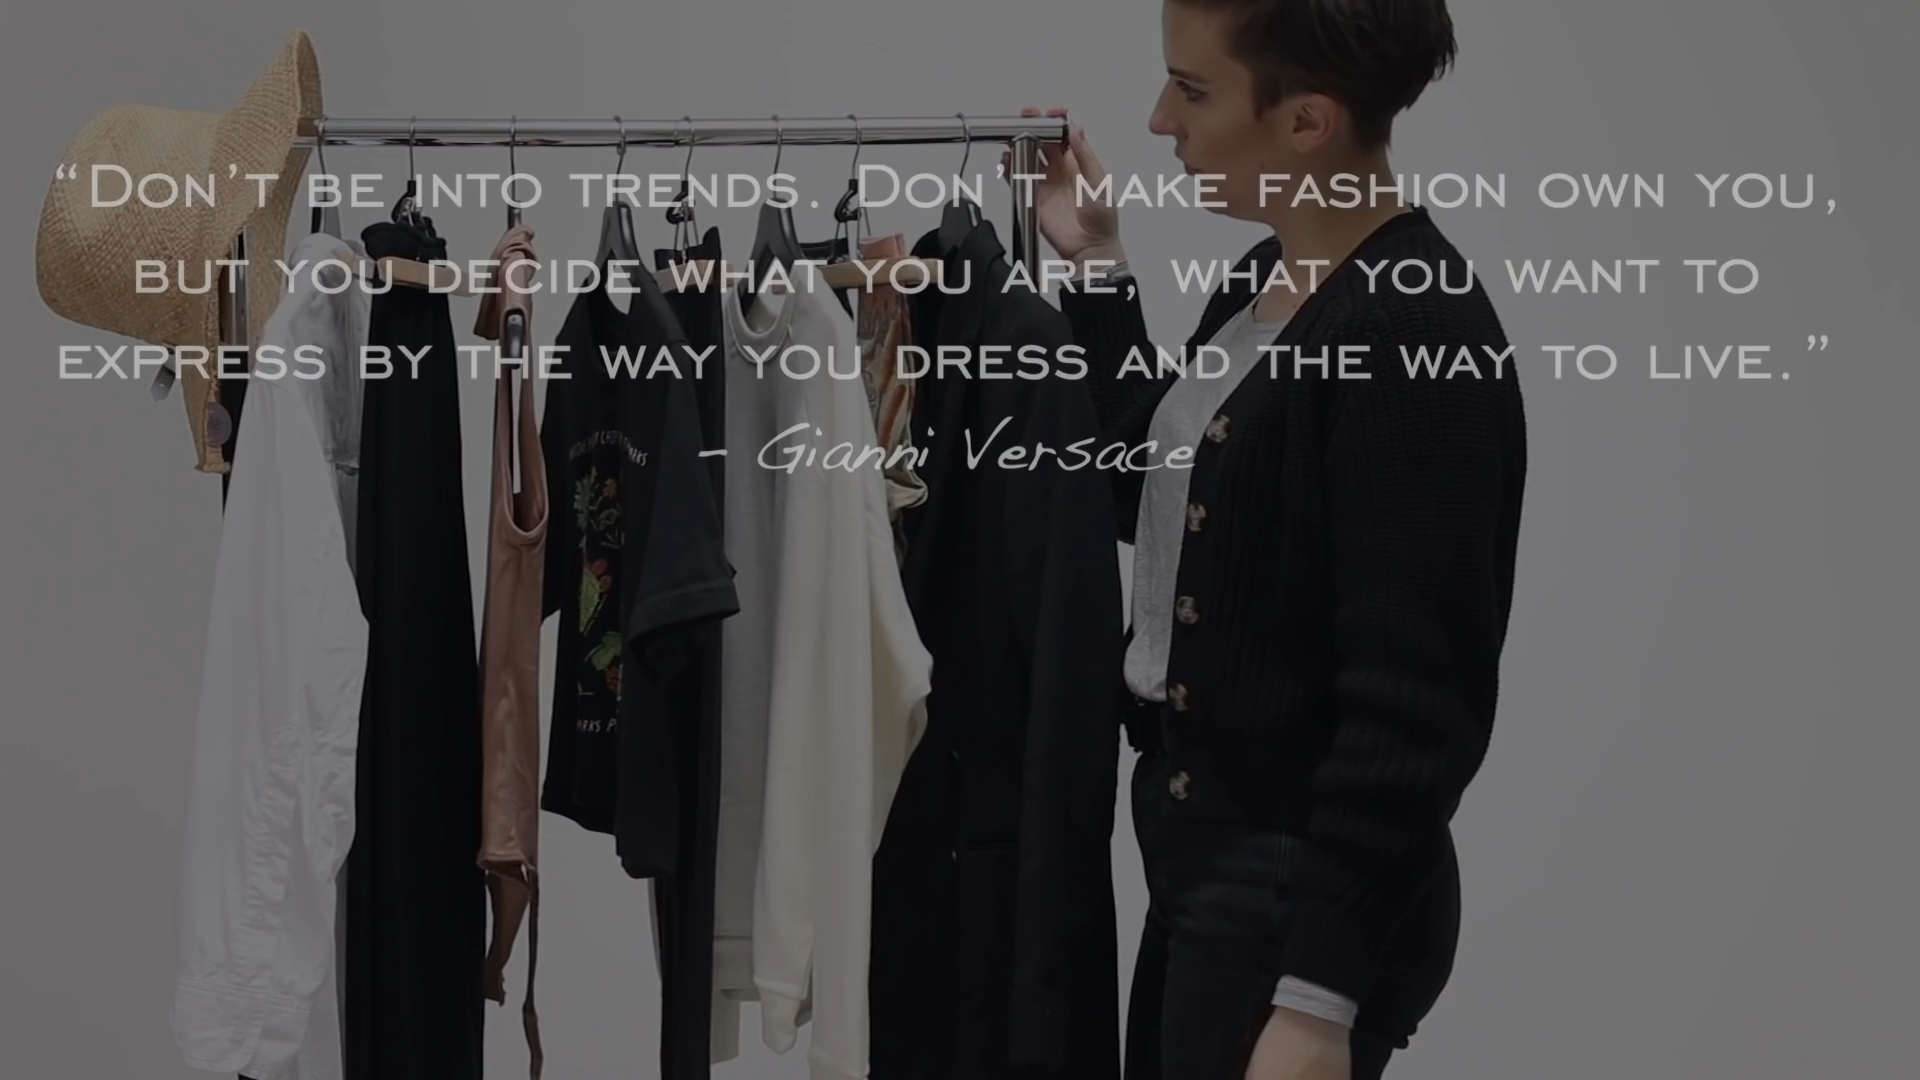 “Don’t be into trends. Don’t make fashion own you,
but you decide what you are, what you want to
express by the way you dress and the way to live.”
- Gianni Versace